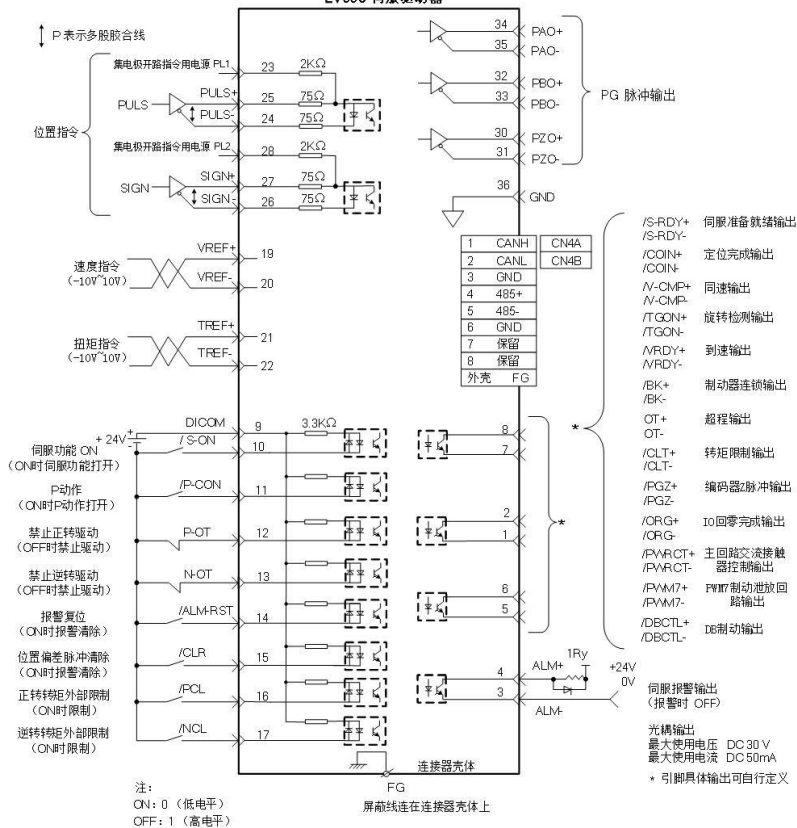 P表示多股胶合线
位置指令
集电极开路指令用电源 PL1
23
2KΩ
PULS
PULS+
25
75Ω
PULS-
24
75Ω
集电极开路指令用电源 PL2
28
2KΩ
SIGN
SIGN+
27
75Ω
SIGN-
26
75Ω
速度指令
(-10V~10V)
VREF+
19
VREF-
20
扭矩指令
(-10V~10V)
TREF+
21
TREF-
22
+ 24V
+
-
DICOM
9
3.3KΩ
伺服功能 ON
(ON时伺服功能打开)
/ S-ON
10
P动作
(ON时P动作打开)
/P-CON
11
禁止正转驱动
(OFF时禁止驱动)
P-OT
12
禁止逆转驱动
(OFF时禁止驱动)
N-OT
13
报警复位
(ON时报警清除)
/ALM-RST
14
位置偏差脉冲清除
(ON时报警清除)
/CLR
15
正转转矩外部限制
(ON时限制)
/PCL
16
逆转转矩外部限制
(ON时限制)
/NCL
17
注:
ON:0 (低电平)
OFF:1 (高电平)
连接器壳体
FG
屏蔽线连在连接器壳体上
34
PAO+
35
PAO-
32
PBO+
33
PBO-
30
PZO+
31
PZO-
PG 脉冲输出
36
GND
1 CANH CN4A
2 CANL CN4B
3 GND
4 485+
5 485-
6 GND
7 保留
8 保留
外壳 FG
8
7
2
1
6
5
*
*
4
ALM+
1Ry
+24V
0V
3
ALM-
/S-RDY+ 伺服准备就绪输出
/S-RDY-
/COIN+ 定位完成输出
/COIN-
/V-CMP+ 同速输出
/V-CMP-
/TGON+ 旋转检测输出
/TGON-
/VRDY+ 到速输出
/VRDY-
/BK+ 制动器连锁输出
/BK-
OT+ 超程输出
OT-
/CLT+ 转矩限制输出
/CLT-
/PGZ+ 编码器Z脉冲输出
/PGZ-
/ORG+ IO回零完成输出
/ORG-
/PWRCT+ 主回路交流接触
/PWRCT- 器控制输出
/PWM7+ PWM7制动泄放回
/PWM7- 路输出
/DBCTL+ DB制动输出
/DBCTL-
伺服报警输出
(报警时 OFF)
光耦输出
最大使用电压 DC 30 V
最大使用电流 DC 50mA
* 引脚具体输出可自行定义